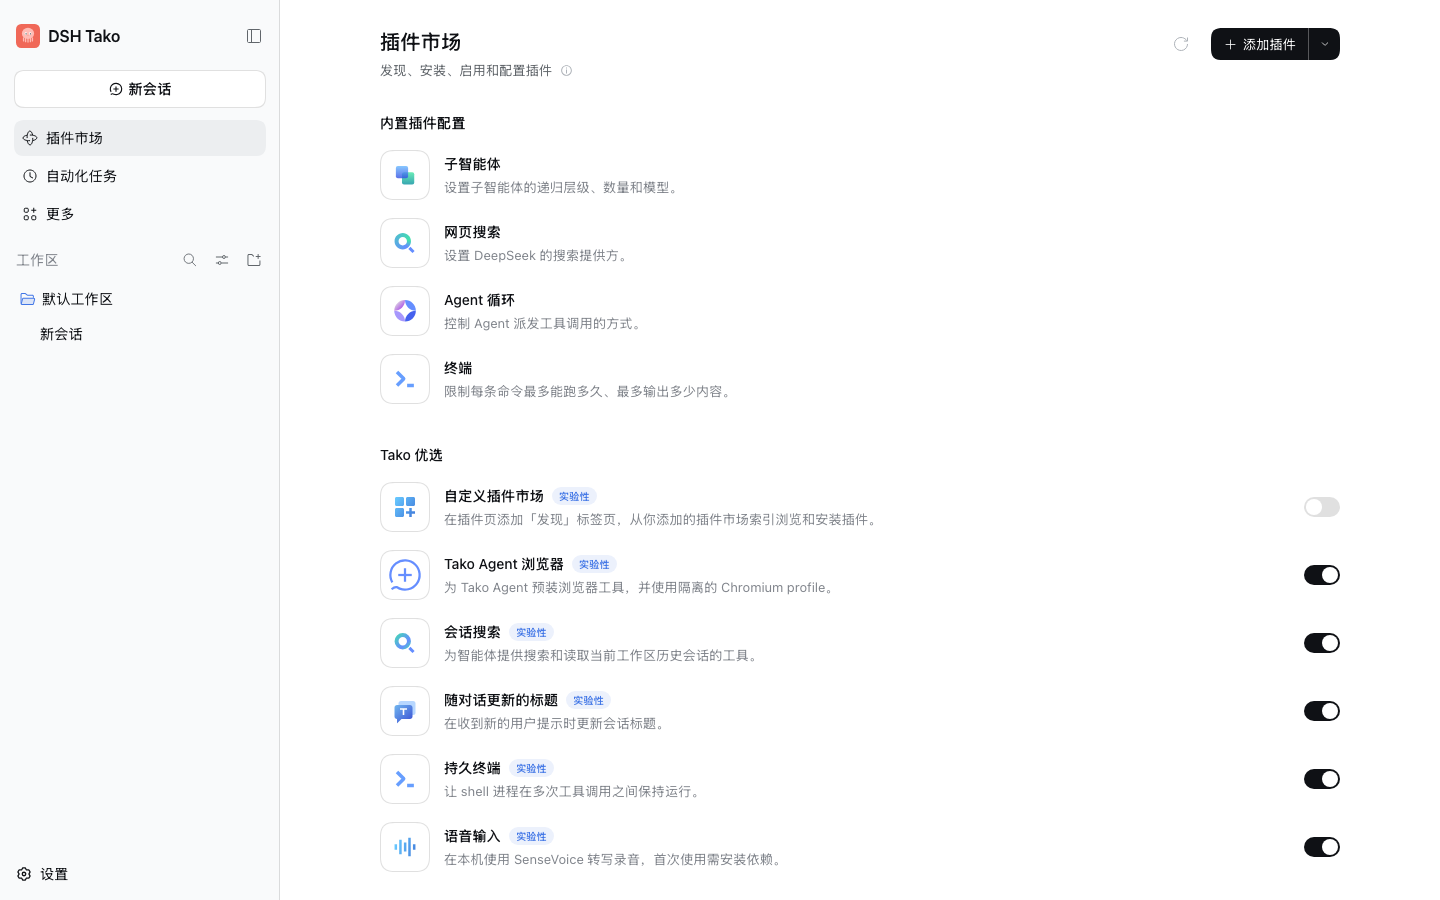 DSH Tako
新会话
插件市场
自动化任务
更多
工作区
默认工作区
新会话
设置
插件市场
发现、安装、启用和配置插件
添加插件
内置插件配置
子智能体
设置子智能体的递归层级、数量和模型。
网页搜索
设置 DeepSeek 的搜索提供方。
Agent 循环
控制 Agent 派发工具调用的方式。
终端
限制每条命令最多能跑多久、最多输出多少内容。
Tako 优选
自定义插件市场 实验性
在插件页添加「发现」标签页，从你添加的插件市场索引浏览和安装插件。
Tako Agent 浏览器 实验性
为 Tako Agent 预装浏览器工具，并使用隔离的 Chromium profile。
会话搜索 实验性
为智能体提供搜索和读取当前工作区历史会话的工具。
随对话更新的标题 实验性
在收到新的用户提示时更新会话标题。
持久终端 实验性
让 shell 进程在多次工具调用之间保持运行。
语音输入 实验性
在本机使用 SenseVoice 转写录音，首次使用需安装依赖。